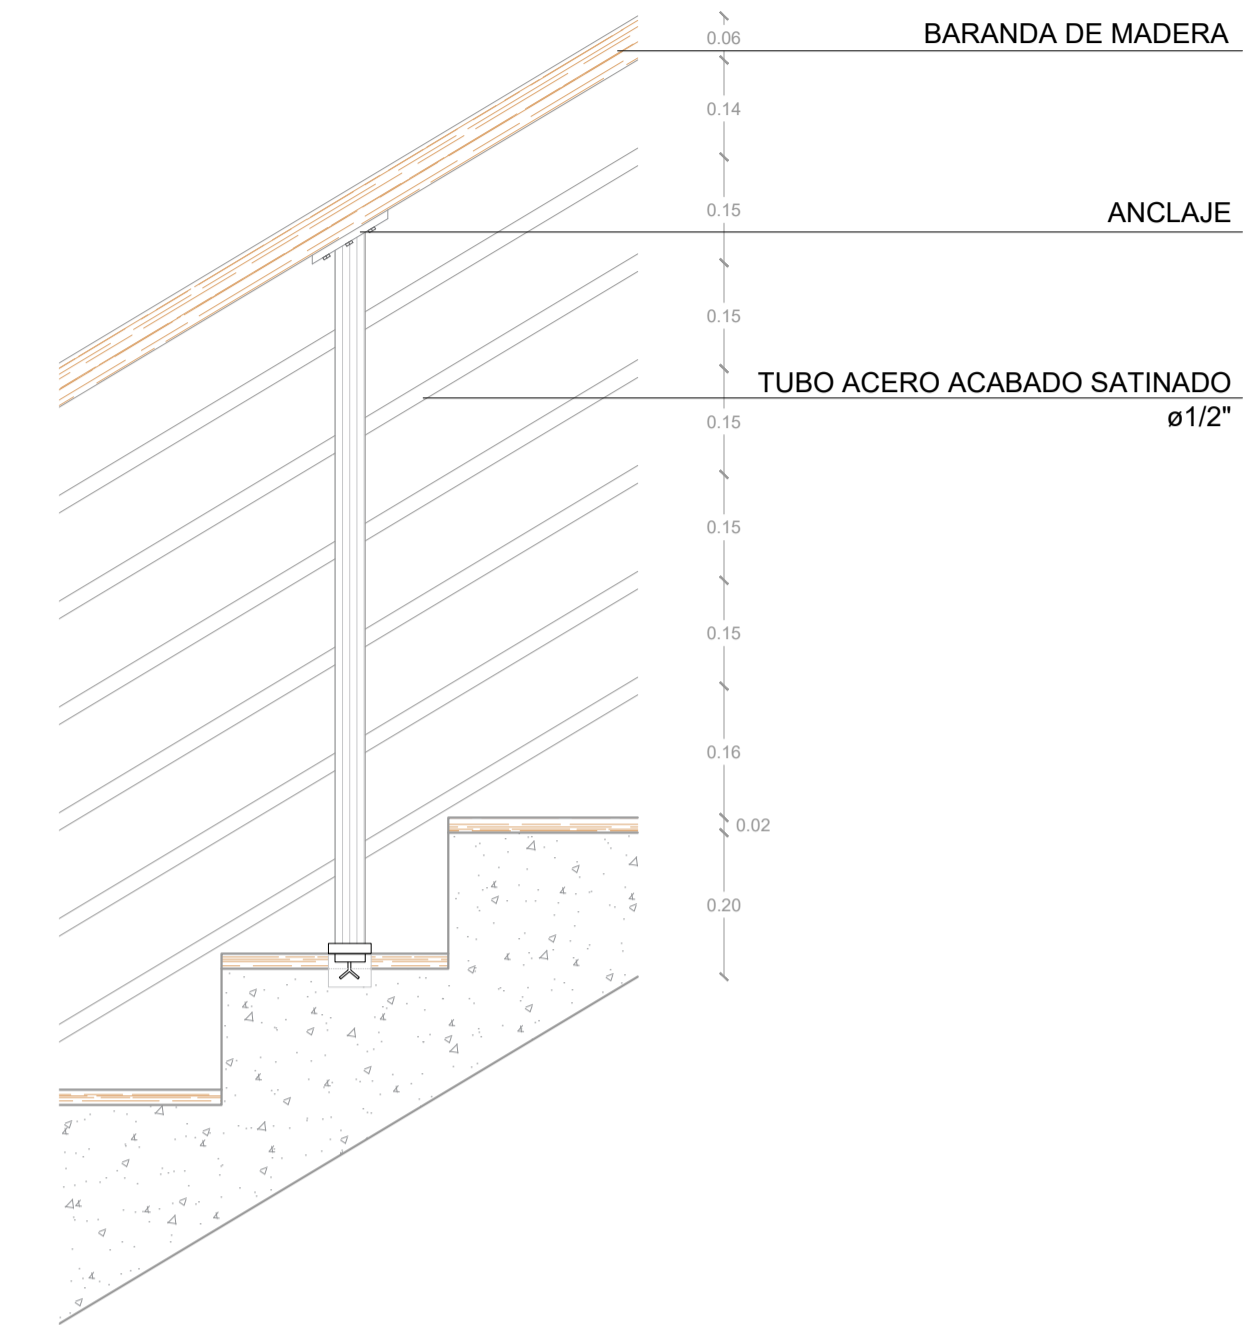 0.06
BARANDA DE MADERA
0.14
0.15
ANCLAJE
0.15
TUBO ACERO ACABADO SATINADO
ø1/2"
0.15
0.15
0.15
0.16
0.02
0.20